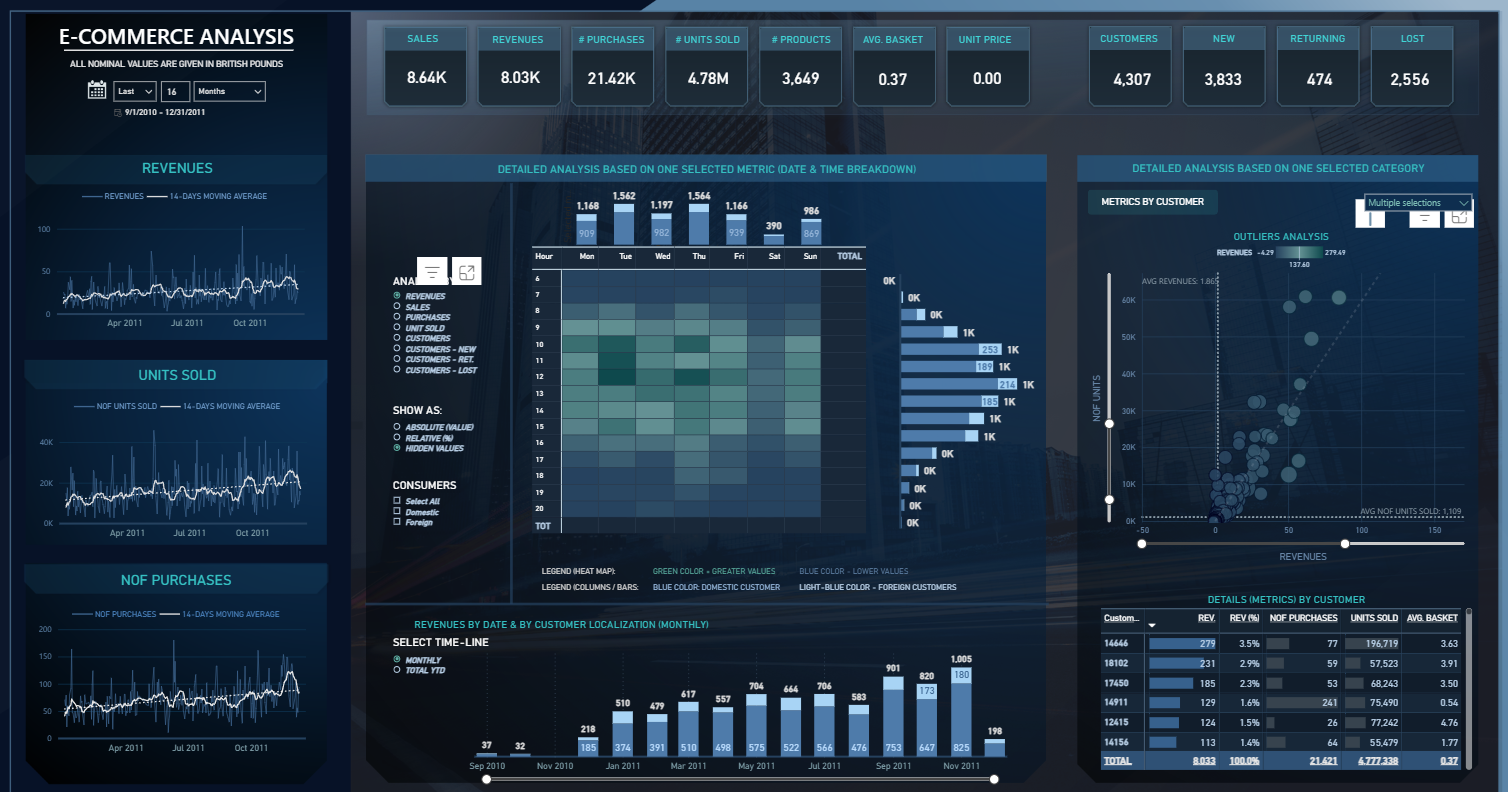 E-COMMERCE ANALYSIS
ALL NOMINAL VALUES ARE GIVEN IN BRITISH POUNDS
Last 16 Months
9/1/2010 - 12/31/2011
SALES REVENUES # PURCHASES # UNITS SOLD # PRODUCTS AVG. BASKET UNIT PRICE CUSTOMERS NEW RETURNING LOST
8.64K 8.03K 21.42K 4.78M 3,649 0.37 0.00 4,307 3,833 474 2,556
REVENUES
REVENUES 14-DAYS MOVING AVERAGE
100
50
0
Apr 2011 Jul 2011 Oct 2011
UNITS SOLD
NOF UNITS SOLD 14-DAYS MOVING AVERAGE
40K
20K
0K
Apr 2011 Jul 2011 Oct 2011
NOF PURCHASES
NOF PURCHASES 14-DAYS MOVING AVERAGE
200
150
100
50
0
Apr 2011 Jul 2011 Oct 2011
DETAILED ANALYSIS BASED ON ONE SELECTED METRIC (DATE & TIME BREAKDOWN)
REVENUES
SALES
PURCHASES
UNIT SOLD
CUSTOMERS
CUSTOMERS - NEW
CUSTOMERS - RET.
CUSTOMERS - LOST
SHOW AS:
ABSOLUTE (VALUE)
RELATIVE (%)
HIDDEN VALUES
CONSUMERS
Select All
Domestic
Foreign
1.168 1.562 1.197 1.564 1.166 390 986
909 982 939 869
Hour Mon Tue Wed Thu Fri Sat Sun TOTAL
6 0K
7 0K
8 0K
9 1K
10 253 1K
11 189 1K
12 214 1K
13 185 1K
14 1K
15 1K
16 0K
17 0K
18 0K
19 0K
20 0K
TOT
LEGEND (HEAT MAP): GREEN COLOR - GREATER VALUES BLUE COLOR - LOWER VALUES
LEGEND (COLUMNS / BARS: BLUE COLOR: DOMESTIC CUSTOMER LIGHT-BLUE COLOR - FOREIGN CUSTOMERS
REVENUES BY DATE & BY CUSTOMER LOCALIZATION (MONTHLY)
SELECT TIME-LINE
MONTHLY
TOTAL YTD
37 32 218 510 479 617 557 704 664 706 583 901 820 1.005 198
173 180
185 374 391 510 498 575 522 566 476 753 647 825
Sep 2010 Nov 2010 Jan 2011 Mar 2011 May 2011 Jul 2011 Sep 2011 Nov 2011
DETAILED ANALYSIS BASED ON ONE SELECTED CATEGORY
METRICS BY CUSTOMER
Multiple selections
OUTLIERS ANALYSIS
REVENUES -4.29 279.49
137.60
AVG REVENUES: 1.865
60K
50K
40K
30K
20K
10K
0K
NOF UNITS
AVG NOF UNITS SOLD: 1,109
-50 0 50 100 150
REVENUES
DETAILS (METRICS) BY CUSTOMER
Custom... REV. REV (%) NOF PURCHASES UNITS SOLD AVG. BASKET
14646 279 3.5% 77 196,719 3.63
18102 231 2.9% 59 57,523 3.91
17450 185 2.3% 53 68,243 3.50
14911 129 1.6% 241 75,490 0.54
12415 124 1.5% 26 77,242 4.76
14156 113 1.4% 64 55,479 1.77
TOTAL 8.033 100.0% 21.421 4.777.338 0.37